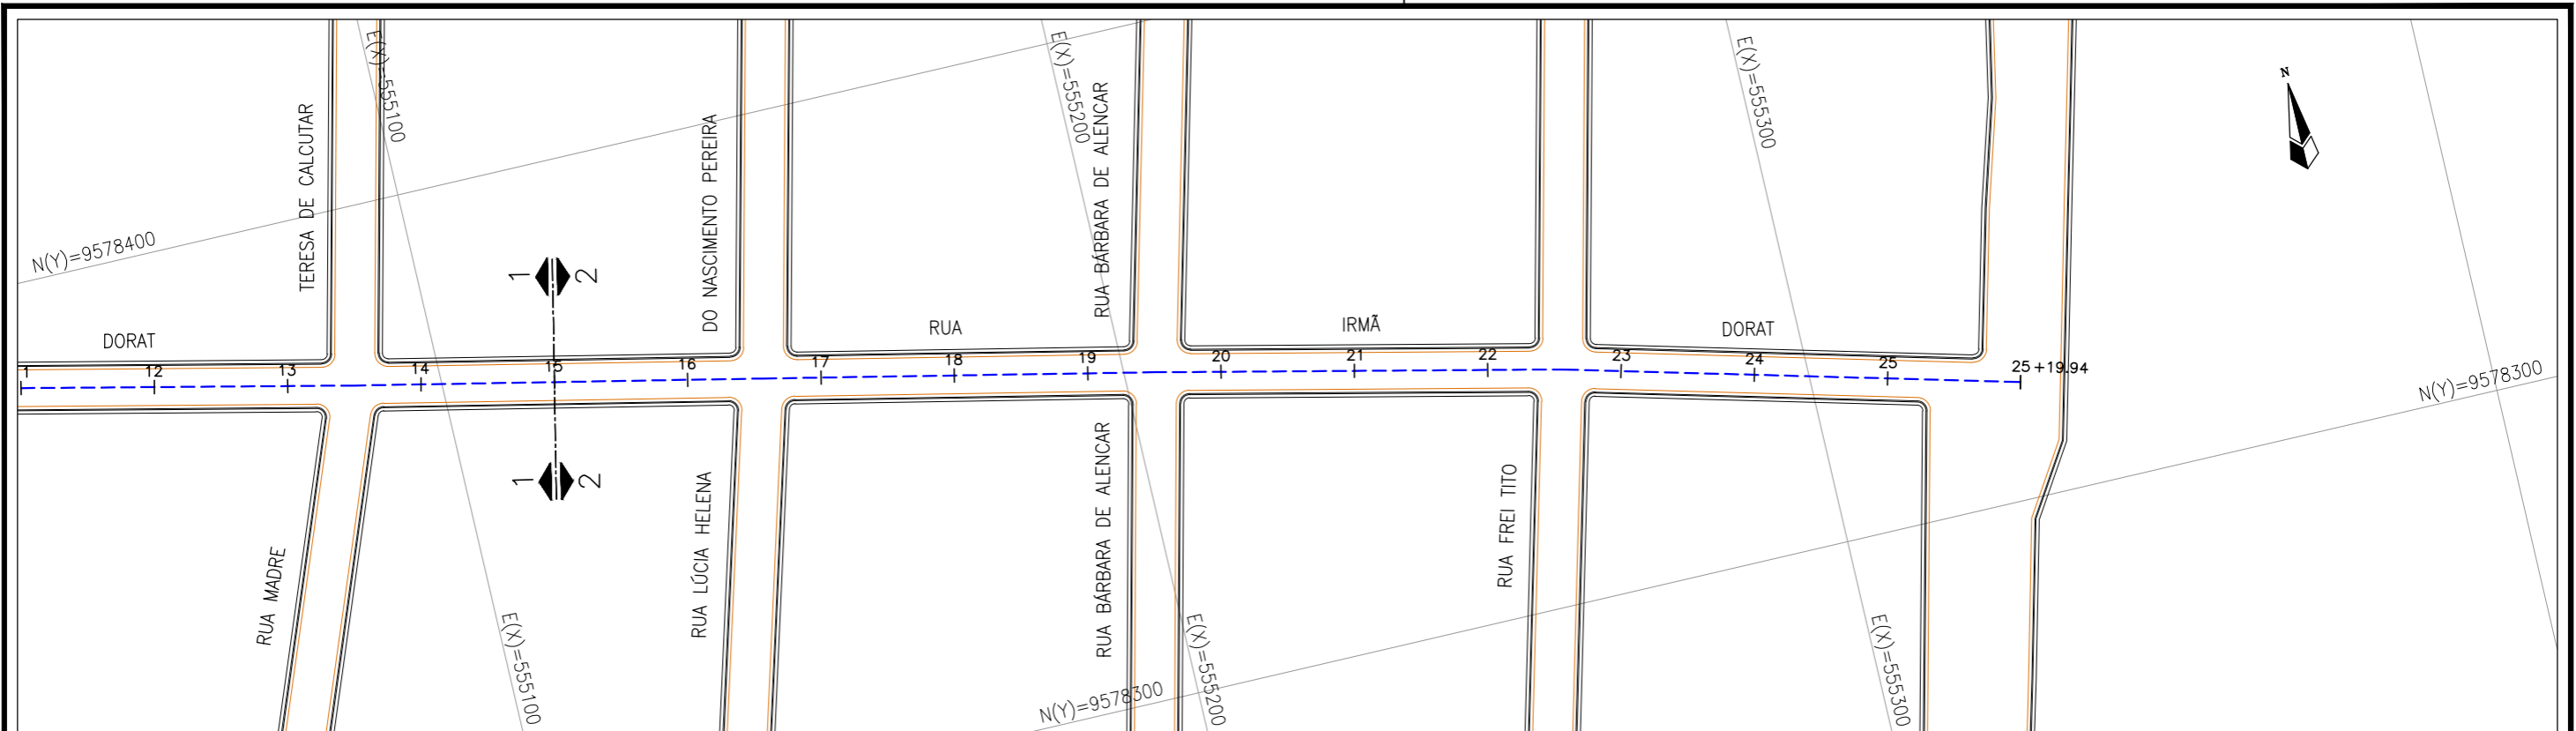 E(X)=555100
E(X)=555200
E(X)=555300
N
TERESA DE CALCUTAR
DO NASCIMENTO PEREIRA
RUA BÁRBARA DE ALENCAR
N(Y)=9578400
1
2
DORAT
RUA
IRMÃ
DORAT
1
12
13
14
15
16
17
18
19
20
21
22
23
24
25
25+19.94
N(Y)=9578300
1
2
RUA MADRE
RUA LÚCIA HELENA
RUA BÁRBARA DE ALENCAR
RUA FREI TITO
E(X)=555100
N(Y)=9578300
E(X)=555200
E(X)=555300